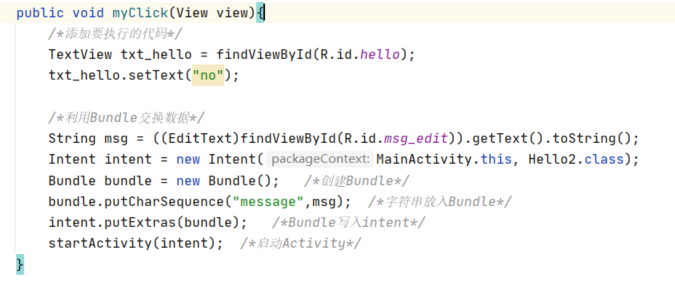 public void myClick(View view){
/*添加要执行的代码*/
TextView txt_hello = findViewById(R.id.hello);
txt_hello.setText("no");
/*利用Bundle交换数据*/
String msg = ((EditText)findViewById(R.id.msg_edit)).getText().toString();
Intent intent = new Intent( packageContext: MainActivity.this, Hello2.class);
Bundle bundle = new Bundle();   /*创建Bundle*/
bundle.putCharSequence("message",msg);  /*字符串放入Bundle*/
intent.putExtras(bundle);   /*Bundle写入intent*/
startActivity(intent);  /*启动Activity*/
}